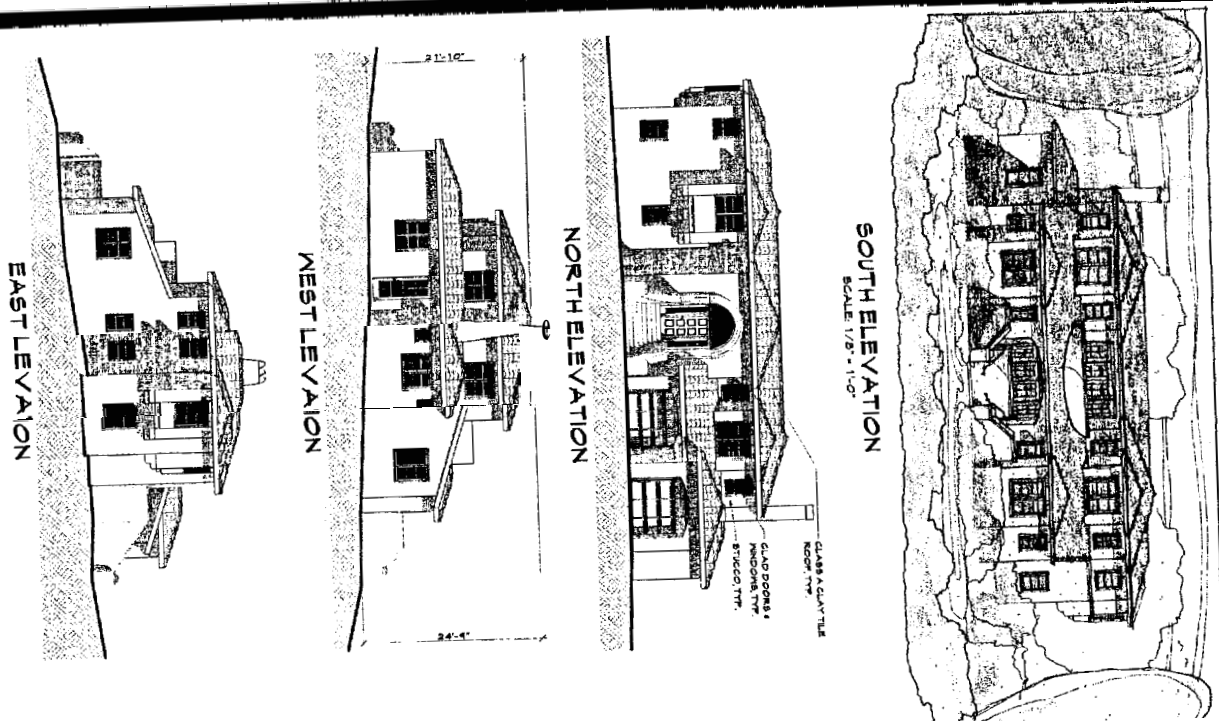 SOUTH ELEVATION
SCALE: 1/8" = 1'-0"
CLASS A CLAY TILE
ROOF, TYP.
CLAD DOORS &
WINDOWS, TYP.
STUCCO, TYP.
NORTH ELEVATION
21'-10"
24'-9"
WEST LEVAION
EAST LEVAION